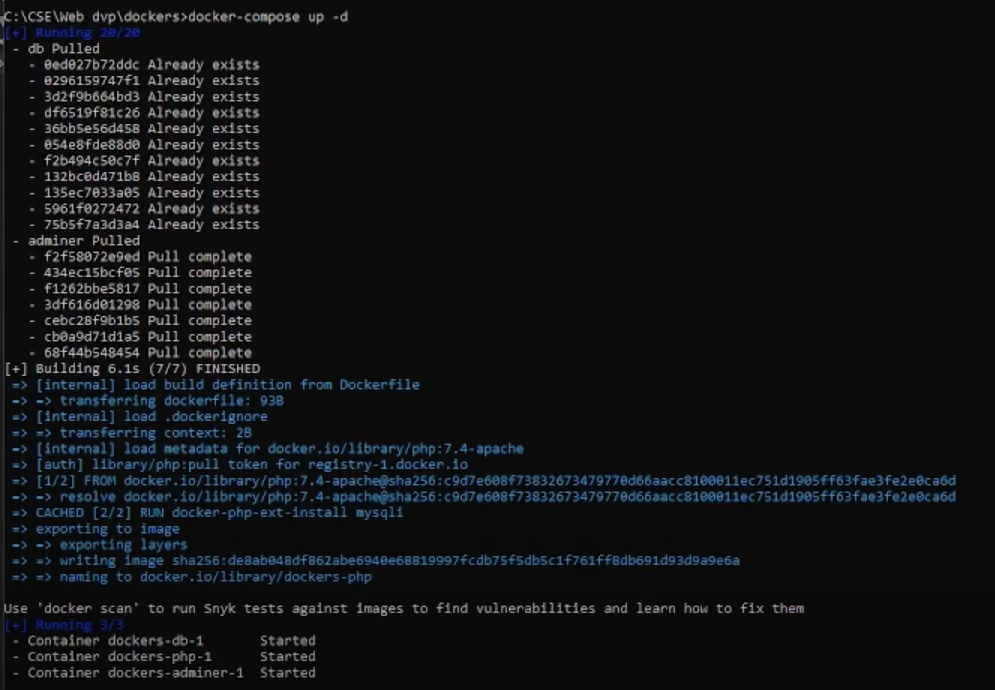 C:\CSE\Web dvp\dockers>docker-compose up -d
[+] Running 20/20
- db Pulled
- 0ed027b72ddc Already exists
- 0296159747f1 Already exists
- 3d2f9b664bd3 Already exists
- df6519f81c26 Already exists
- 36bb5e56d458 Already exists
- 054e8fde88d0 Already exists
- f2b494c50c7f Already exists
- 132bc0d471b8 Already exists
- 135ec7033a05 Already exists
- 5961f0272472 Already exists
- 75b5f7a3d3a4 Already exists
- adminer Pulled
- f2f58072e9ed Pull complete
- 434ec15bcf05 Pull complete
- f1262bbe5817 Pull complete
- 3df616d01298 Pull complete
- cebc28f9b1b5 Pull complete
- cb0a9d71d1a5 Pull complete
- 68f44b548454 Pull complete
[+] Building 6.1s (7/7) FINISHED
=> [internal] load build definition from Dockerfile
=> => transferring dockerfile: 93B
=> [internal] load .dockerignore
=> => transferring context: 2B
=> [internal] load metadata for docker.io/library/php:7.4-apache
=> [auth] library/php:pull token for registry-1.docker.io
=> [1/2] FROM docker.io/library/php:7.4-apache@sha256:c9d7e608f73832673479770d66aacc8100011ec751d1905ff63fae3fe2e0ca6d
=> => resolve docker.io/library/php:7.4-apache@sha256:c9d7e608f73832673479770d66aacc8100011ec751d1905ff63fae3fe2e0ca6d
=> CACHED [2/2] RUN docker-php-ext-install mysqli
=> exporting to image
=> => exporting layers
=> => writing image sha256:de8ab048df862abe6940e68819997fcdb75f5db5c1f761ff8db691d93d9a9e6a
=> => naming to docker.io/library/dockers-php
Use 'docker scan' to run Snyk tests against images to find vulnerabilities and learn how to fix them
[+] Running 3/3
- Container dockers-db-1 Started
- Container dockers-php-1 Started
- Container dockers-adminer-1 Started